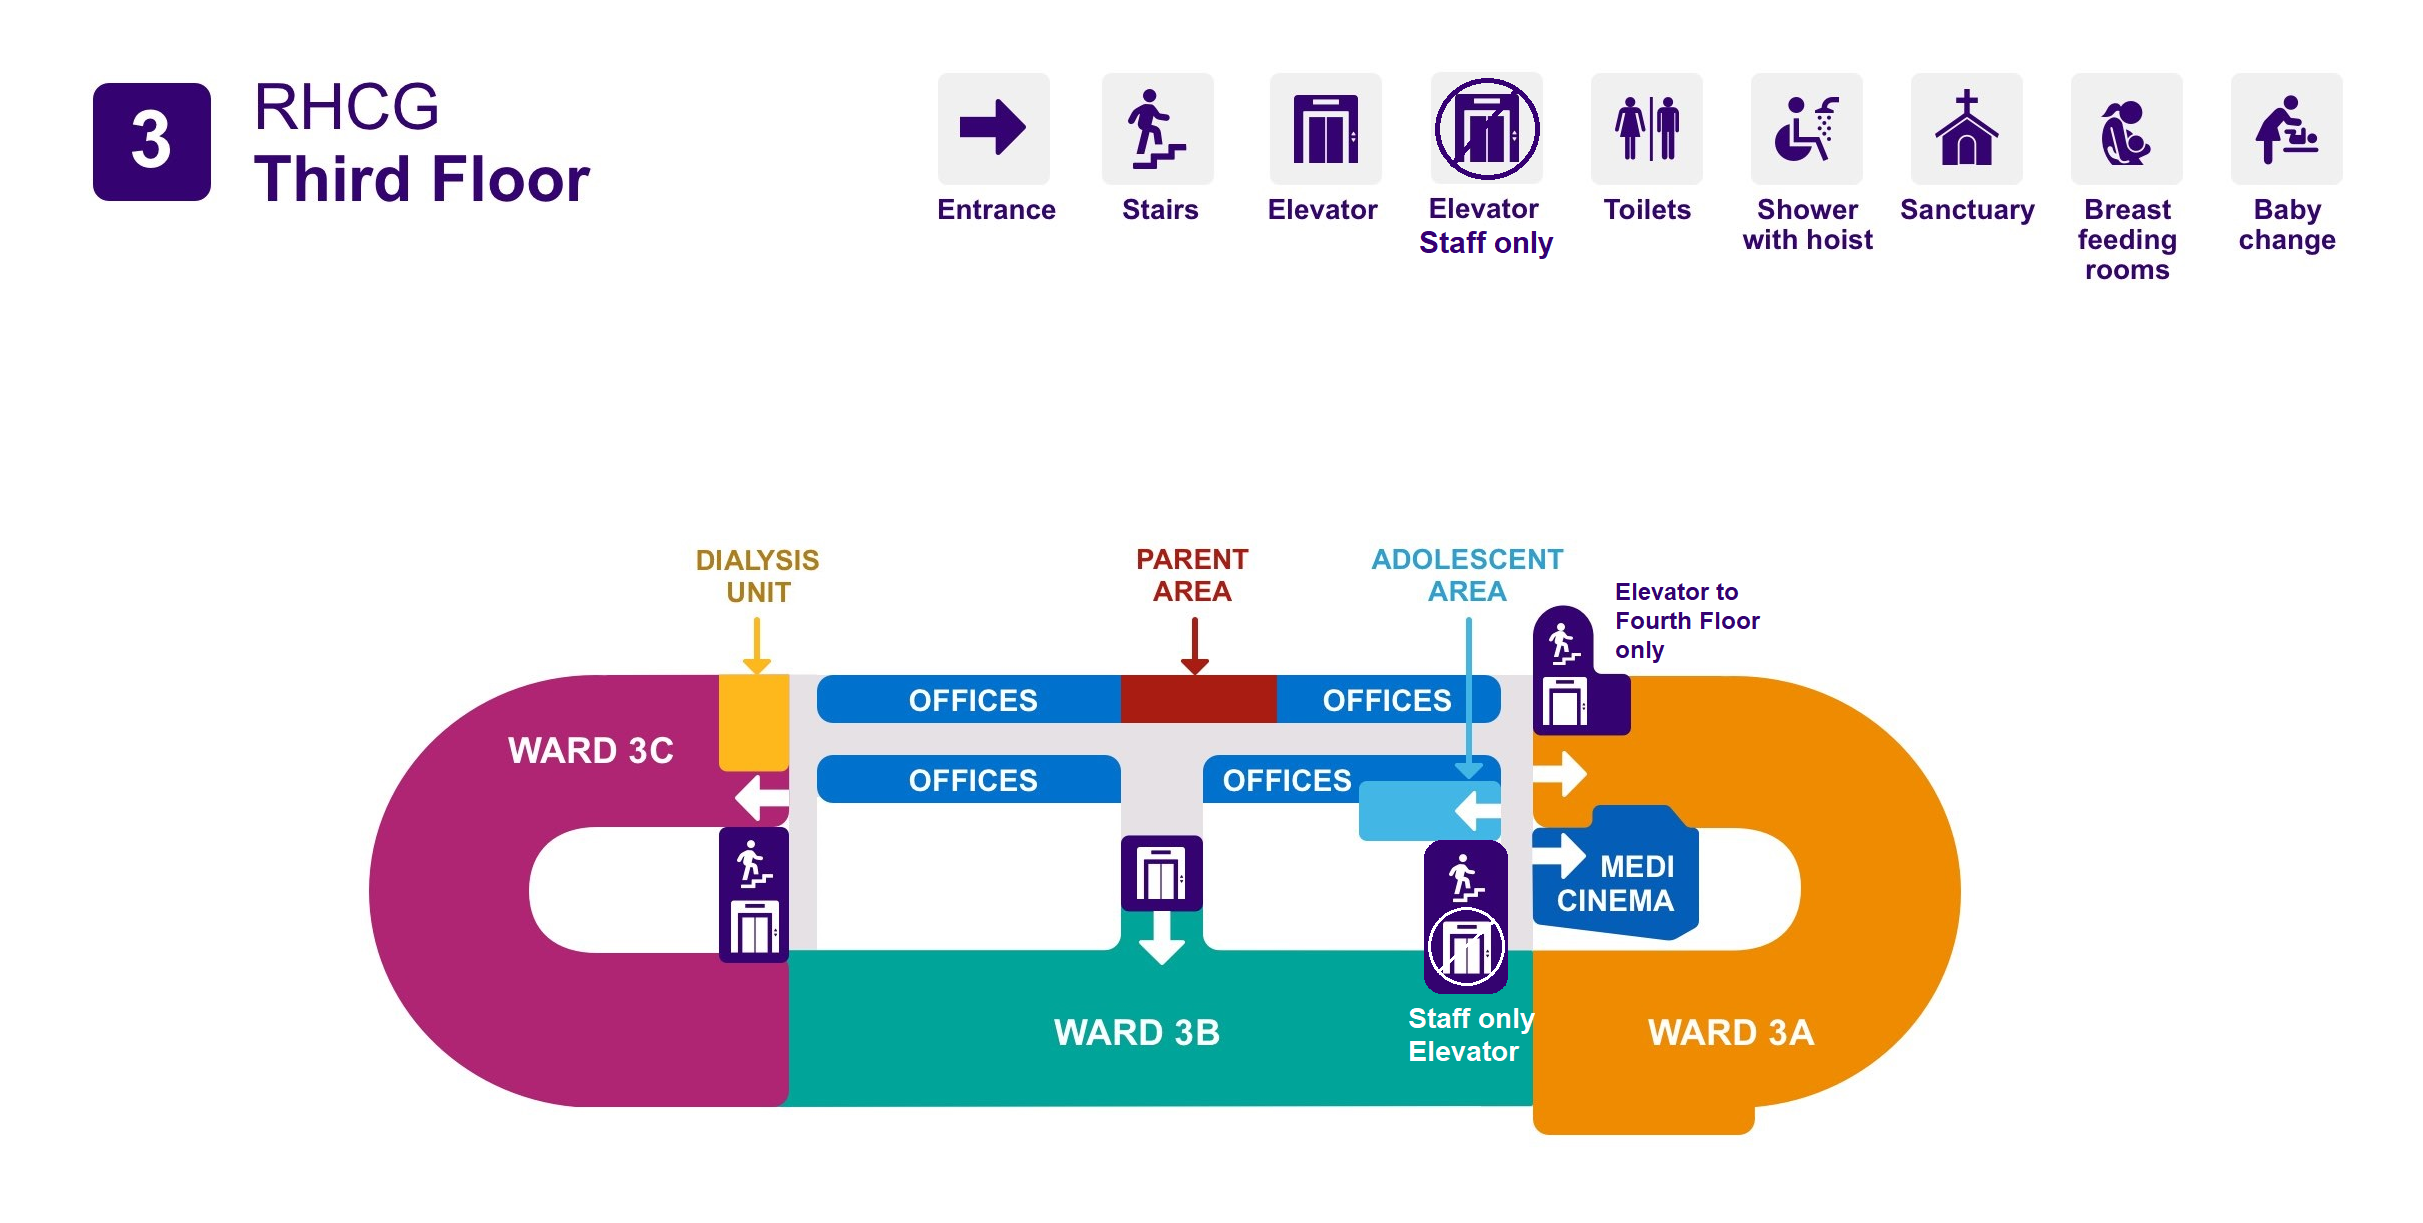 3
RHCG
Third Floor
Entrance
Stairs
Elevator
Elevator
Staff only
Toilets
Shower
with hoist
Sanctuary
Breast
feeding
rooms
Baby
change
DIALYSIS
UNIT
PARENT
AREA
ADOLESCENT
AREA
Elevator to
Fourth Floor
only
OFFICES
OFFICES
WARD 3C
OFFICES
OFFICES
MEDI
CINEMA
WARD 3B
Staff only
Elevator
WARD 3A